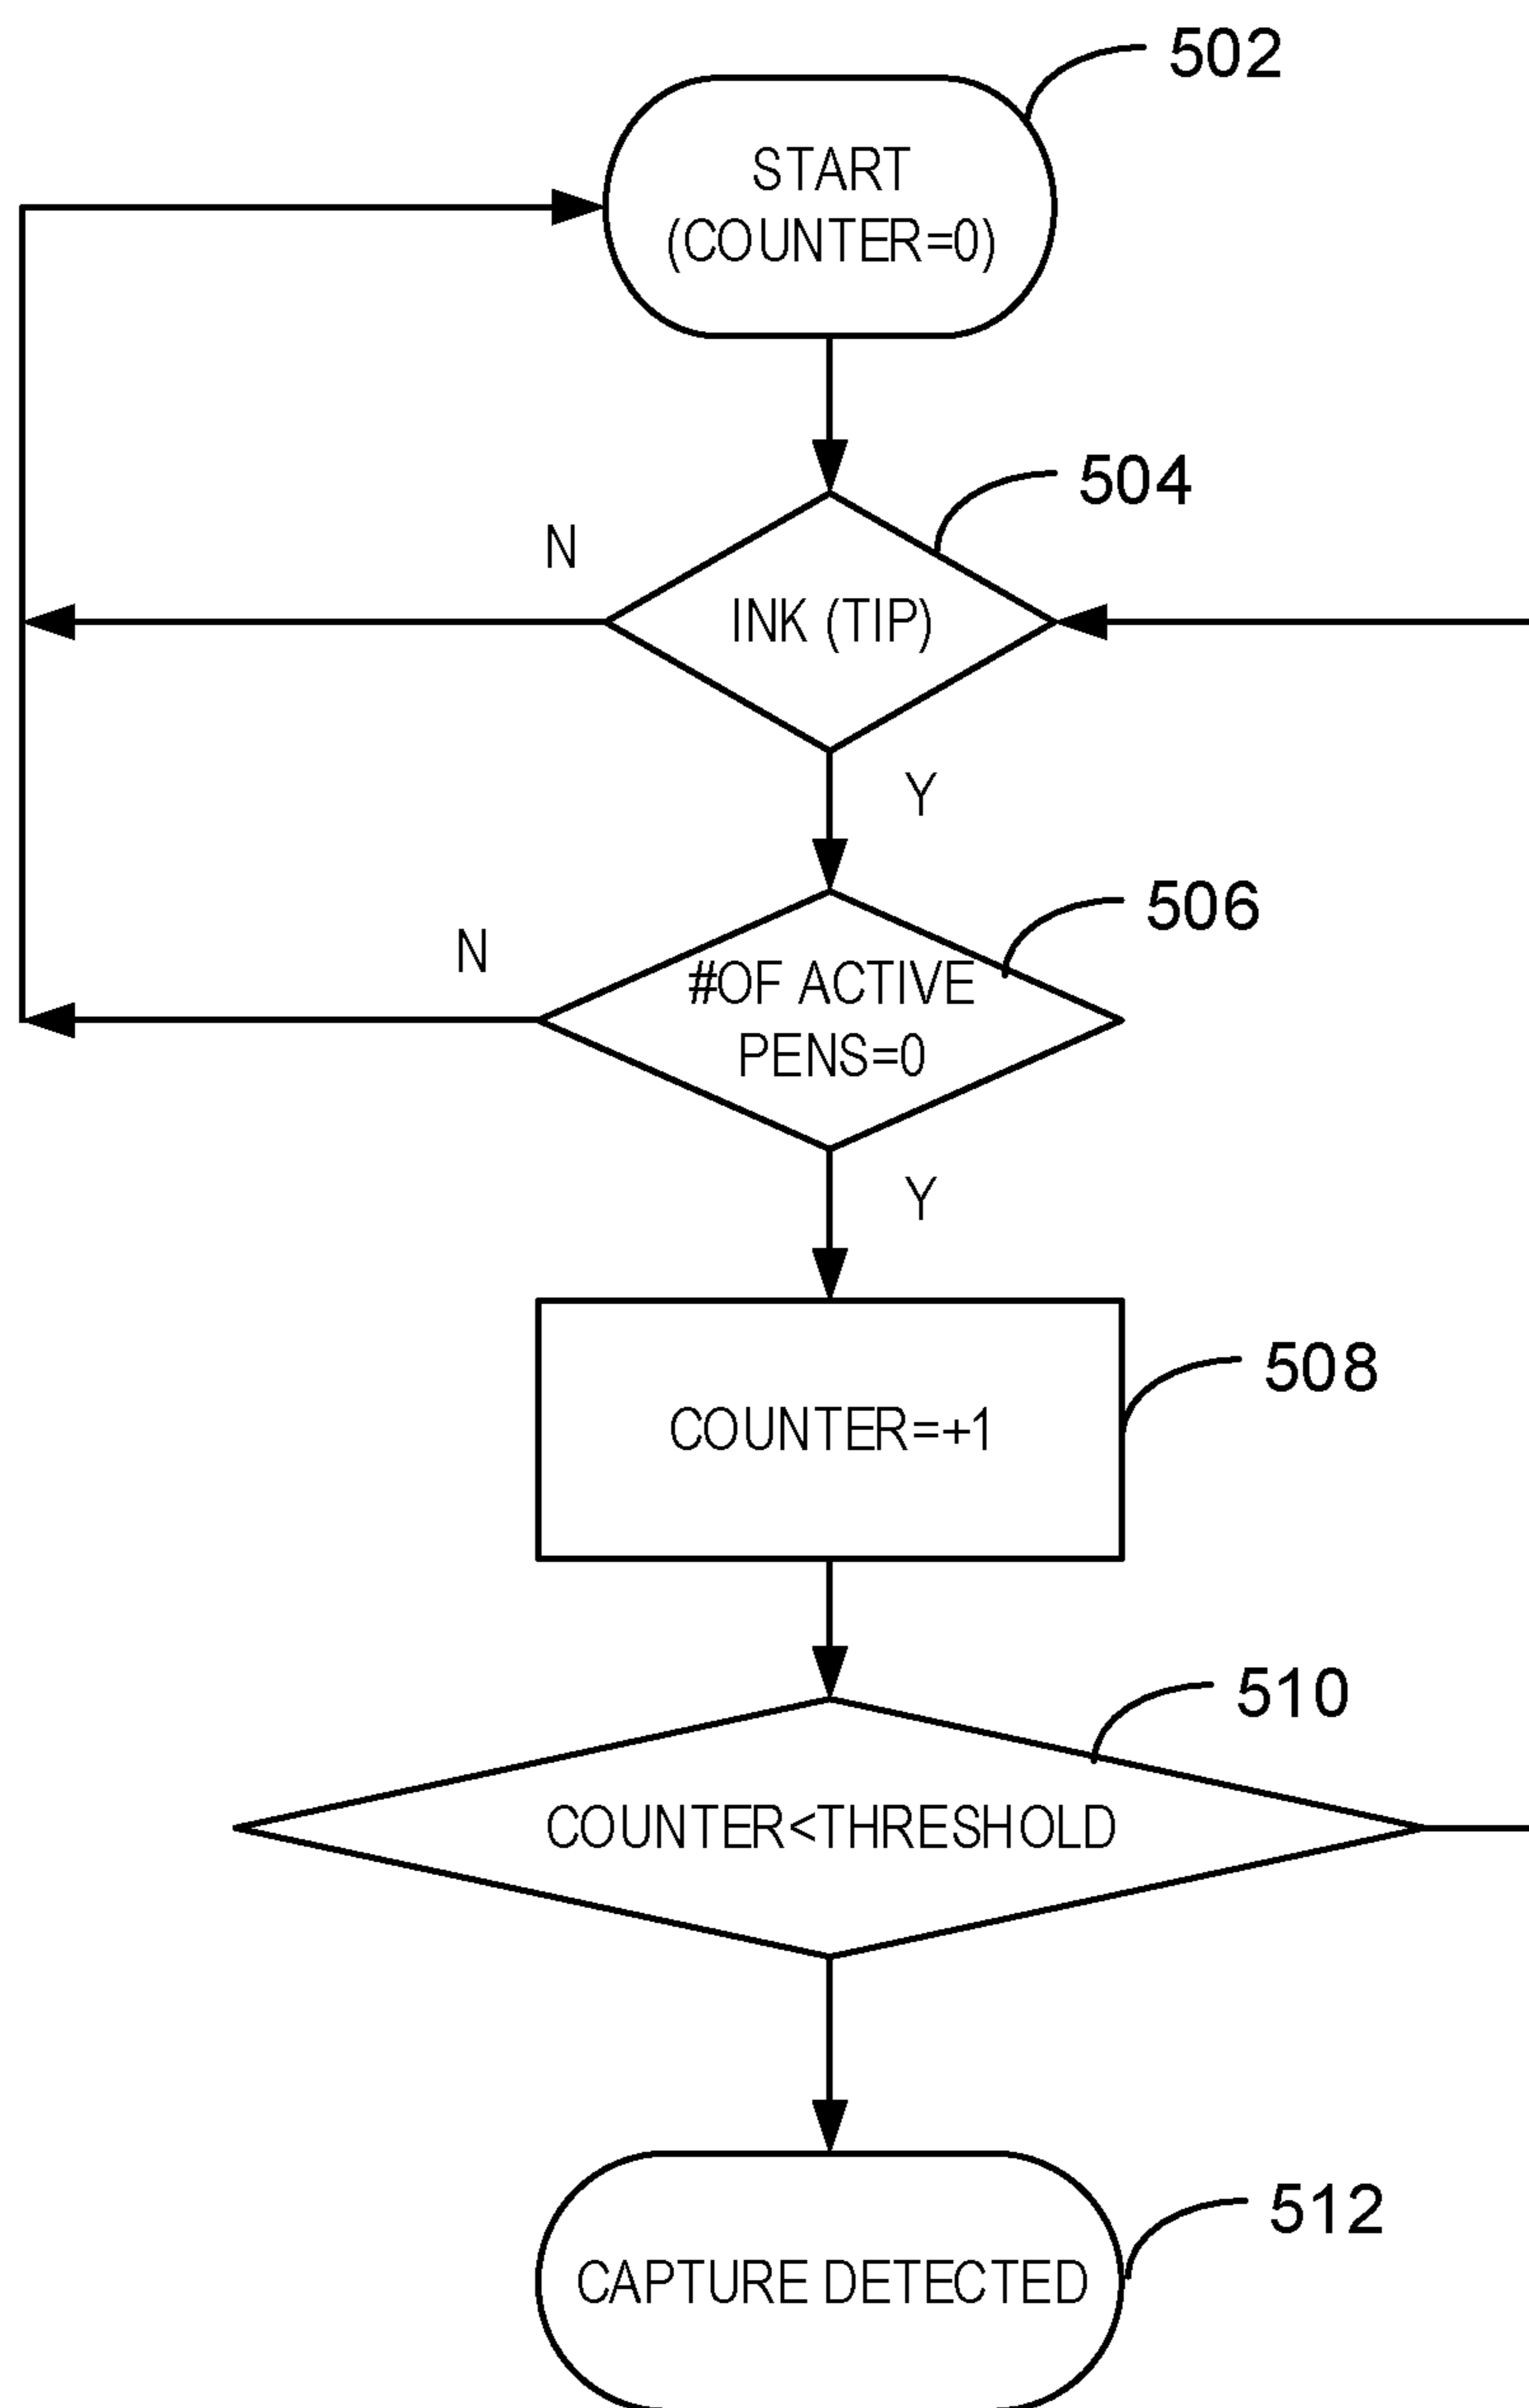 502
START
(COUNTER=0)
504
N
INK (TIP)
Y
506
N
#OF ACTIVE
PENS=0
Y
508
COUNTER=+1
510
COUNTER<THRESHOLD
512
CAPTURE DETECTED